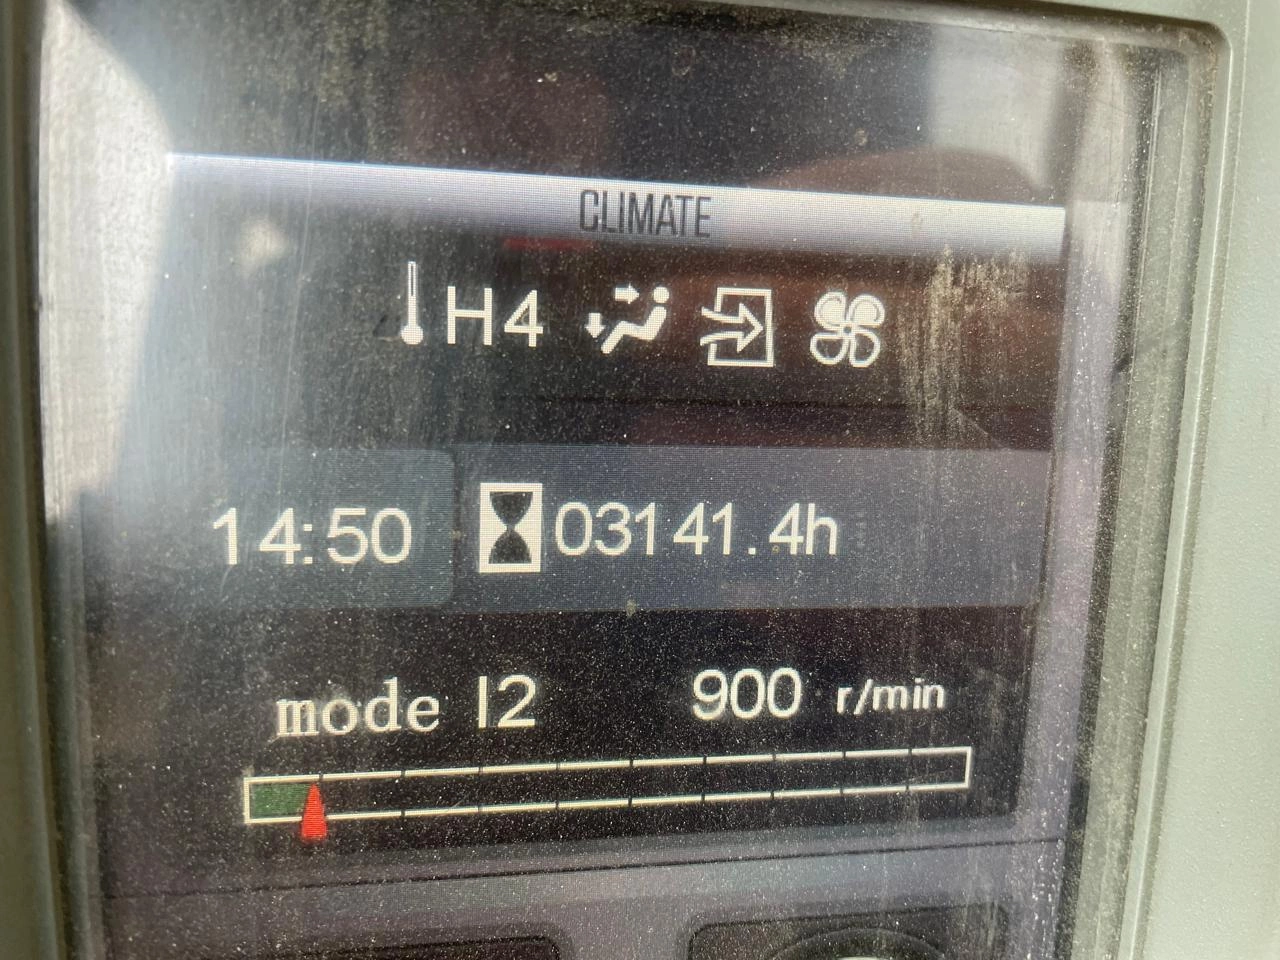 CLIMATE
H4
14:50 03141.4h
mode I2 900 r/min